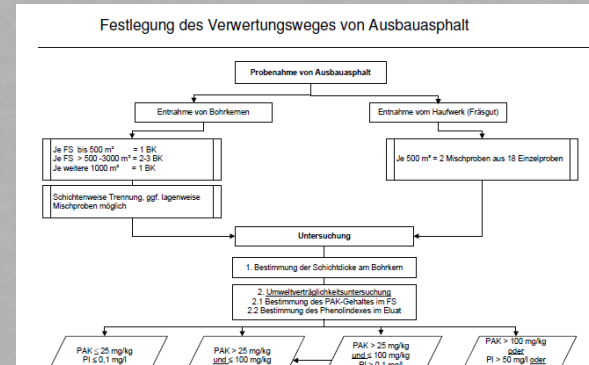 Festlegung des Verwertungsweges von Ausbauasphalt
Probenahme von Ausbauasphalt
Entnahme von Bohrkernen
Entnahme vom Haufwerk (Fräsgut)
Je FS bis 500 m² = 1 BK
Je FS > 500 -3000 m² = 2-3 BK
Je weitere 1000 m² = 1 BK
Je 500 m³ = 2 Mischproben aus 18 Einzelproben
Schichtenweise Trennung, ggf. lagenweise
Mischproben möglich
Untersuchung
1. Bestimmung der Schichtdicke am Bohrkern
2. Umweltverträglichkeitsuntersuchung
2.1 Bestimmung des PAK-Gehaltes im FS
2.2 Bestimmung des Phenolindexes im Eluat
PAK ≤ 25 mg/kg
PI ≤ 0,1 mg/l
PAK > 25 mg/kg
und ≤ 100 mg/kg
PAK > 25 mg/kg
und ≤ 100 mg/kg
PI > 0,1 mg/l
PAK > 100 mg/kg
oder
PI > 50 mg/l oder